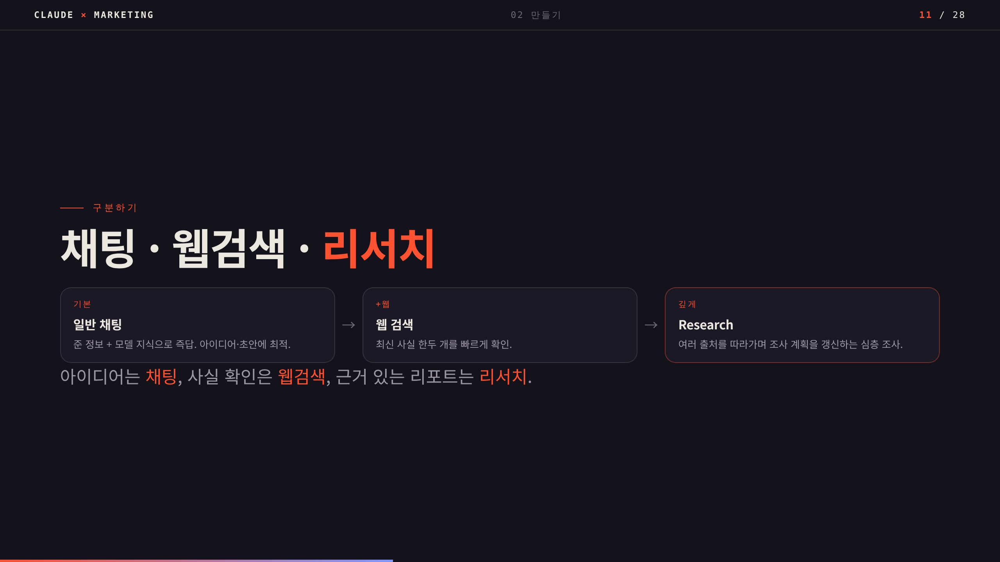 CLAUDE × MARKETING
02 만들기
11 / 28
구분하기
채팅 · 웹검색 · 리서치
기본
일반 채팅
준 정보 + 모델 지식으로 즉답. 아이디어·초안에 최적.
→
+웹
웹 검색
최신 사실 한두 개를 빠르게 확인.
→
깊게
Research
여러 출처를 따라가며 조사 계획을 갱신하는 심층 조사.
아이디어는 채팅, 사실 확인은 웹검색, 근거 있는 리포트는 리서치.